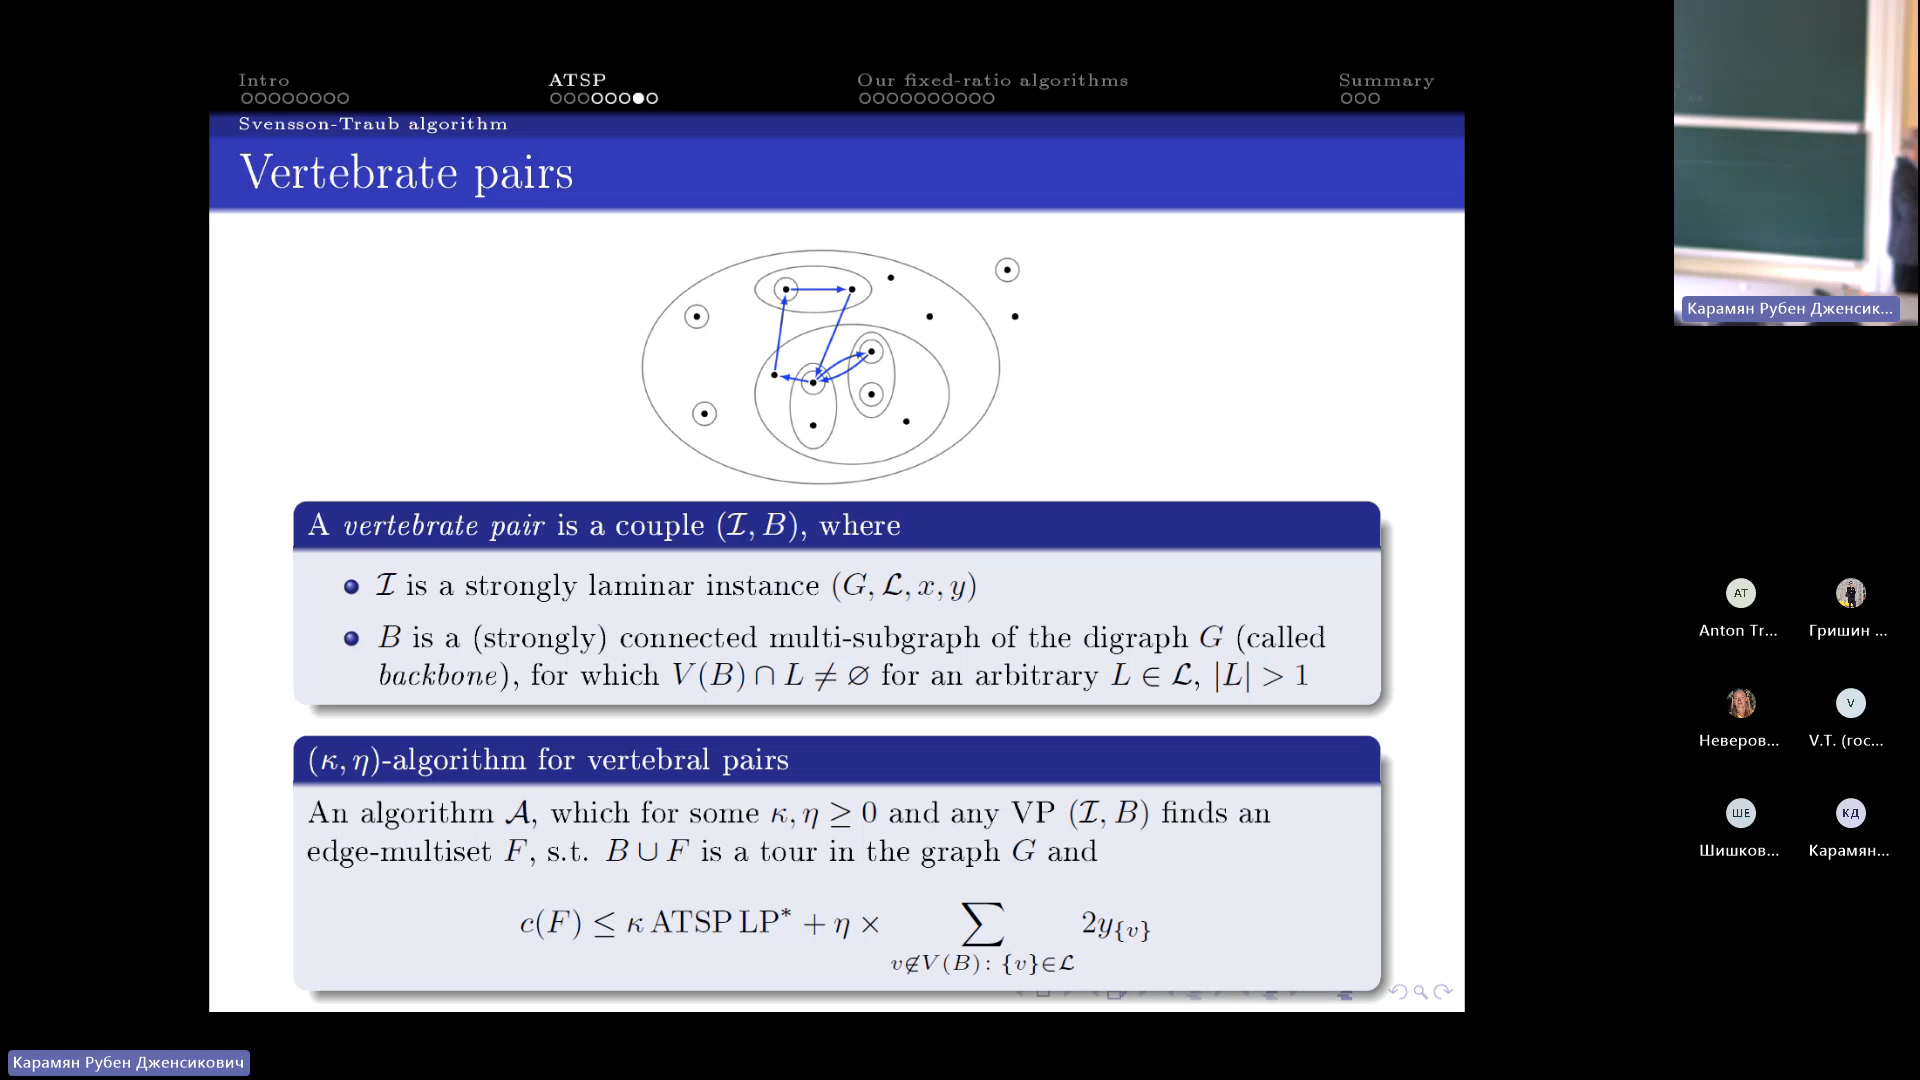 Intro ATSP Our fixed-ratio algorithms Summary
Svensson-Traub algorithm
Vertebrate pairs
A vertebrate pair is a couple (ℐ, B), where
ℐ is a strongly laminar instance (G, ℒ, x, y)
B is a (strongly) connected multi-subgraph of the digraph G (called
backbone), for which V(B) ∩ L ≠ ∅ for an arbitrary L ∈ ℒ, |L| > 1
(κ, η)-algorithm for vertebral pairs
An algorithm 𝒜, which for some κ, η ≥ 0 and any VP (ℐ, B) finds an
edge-multiset F, s.t. B ∪ F is a tour in the graph G and
c(F) ≤ κ ATSP LP* + η × ∑ 2y_{v}
v∉V(B): {v}∈ℒ
Карамян Рубен Дженсик...
AT
Anton Tr...
Гришин ...
Неверов...
V
V.T. (гос...
ШЕ
Шишков...
КД
Карамян...
Карамян Рубен Дженсикович